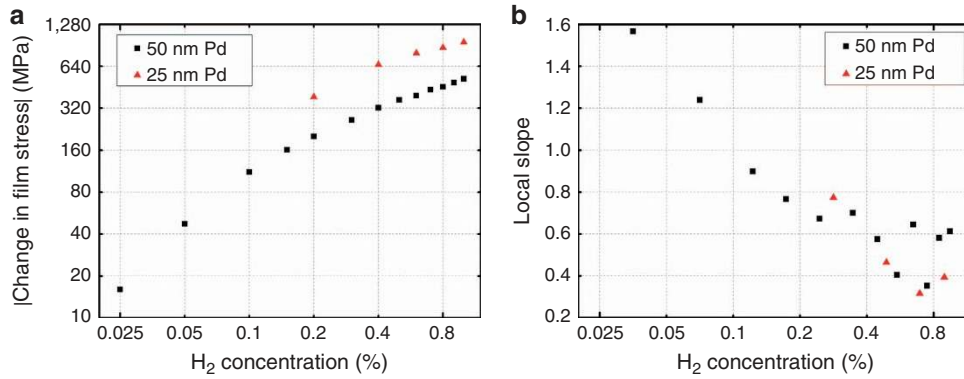 a
1,280
640
320
160
80
40
20
10
|Change in film stress| (MPa)
50 nm Pd
25 nm Pd
0.025 0.05 0.1 0.2 0.4 0.8
H₂ concentration (%)
b
1.6
1.4
1.2
1.0
0.8
0.6
0.4
0.2
Local slope
50 nm Pd
25 nm Pd
0.025 0.05 0.1 0.2 0.4 0.8
H₂ concentration (%)